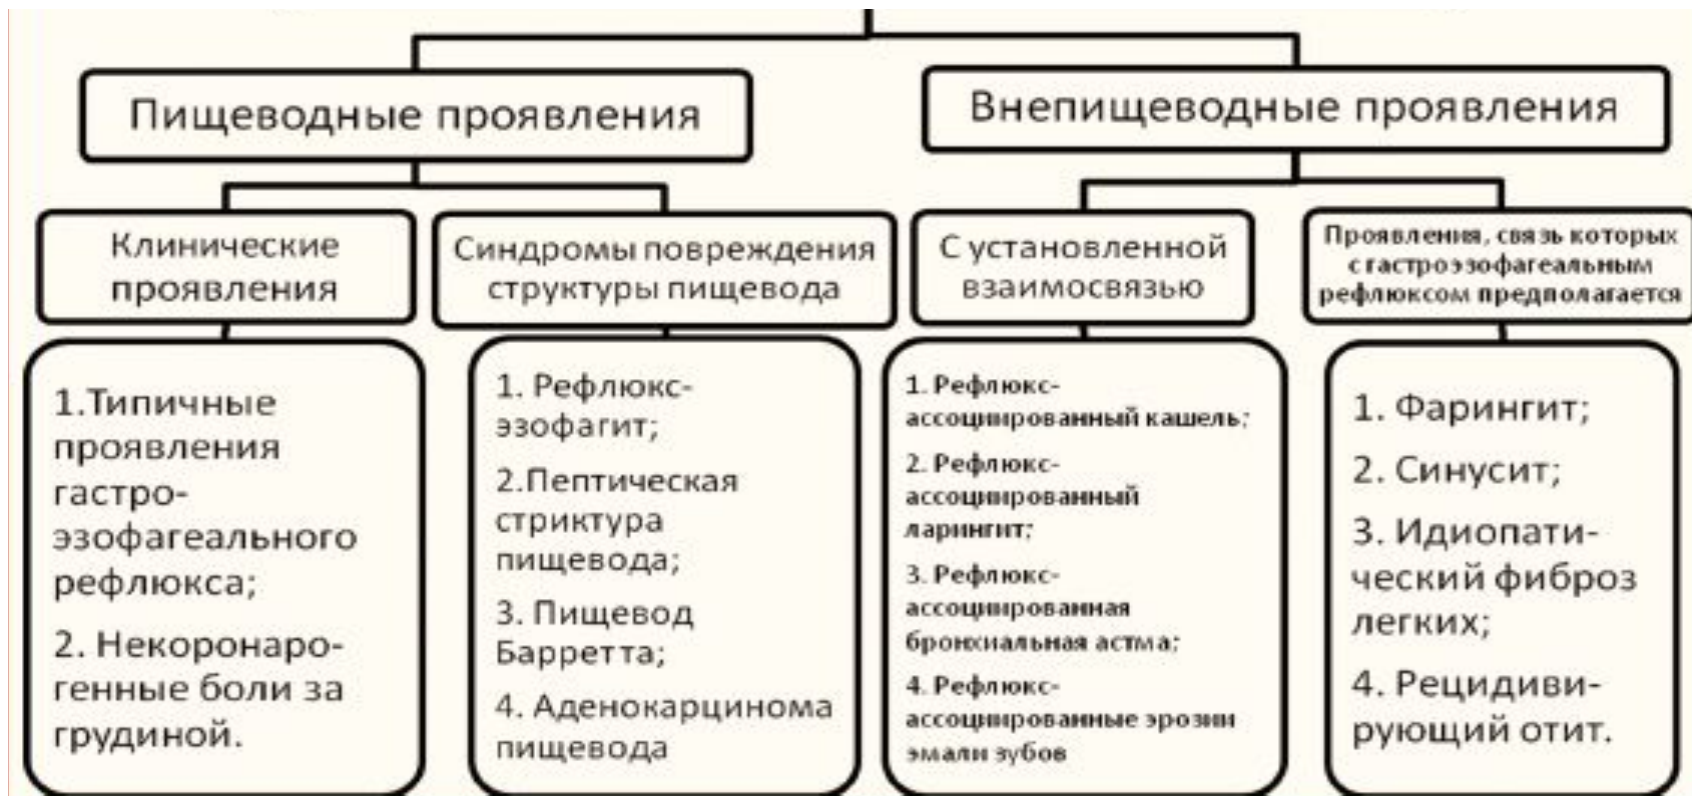 Пищеводные проявления
Внепищеводные проявления
Клинические
проявления
Синдромы повреждения
структуры пищевода
С установленной
взаимосвязью
Проявления, связь которых
с гастроэзофагеальным
рефлюксом предполагается
1.Типичные
проявления
гастро-
эзофагеального
рефлюкса;
2. Некоронаро-
генные боли за
грудиной.
1. Рефлюкс-
эзофагит;
2.Пептическая
стриктура
пищевода;
3. Пищевод
Барретта;
4. Аденокарцинома
пищевода
1. Рефлюкс-
ассоциированный кашель;
2. Рефлюкс-
ассоциированный
ларингит;
3. Рефлюкс-
ассоциированная
бронхиальная астма;
4. Рефлюкс-
ассоциированные эрозии
эмали зубов
1. Фарингит;
2. Синусит;
3. Идиопати-
ческий фиброз
легких;
4. Рецидиви-
рующий отит.